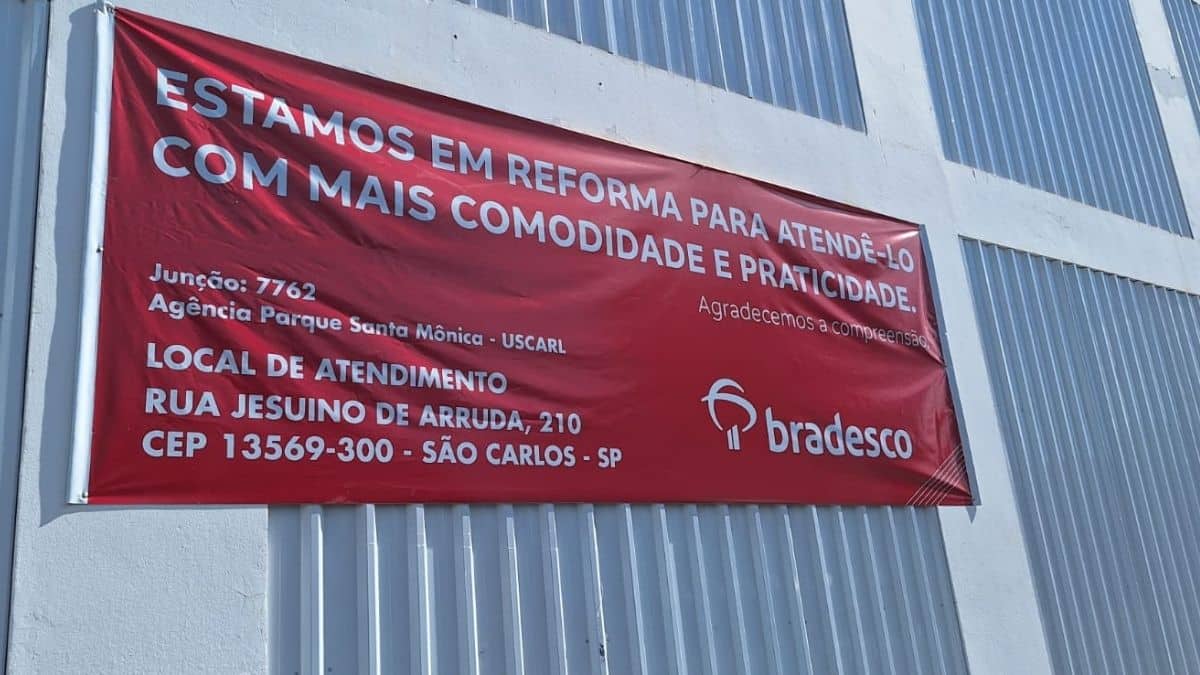 ESTAMOS EM REFORMA PARA ATENDÊ-LO
COM MAIS COMODIDADE E PRATICIDADE.
Agradecemos a compreensão.
Junção: 7762
Agência Parque Santa Mônica - USCARL
LOCAL DE ATENDIMENTO
RUA JESUINO DE ARRUDA, 210
CEP 13569-300 - SÃO CARLOS - SP
bradesco